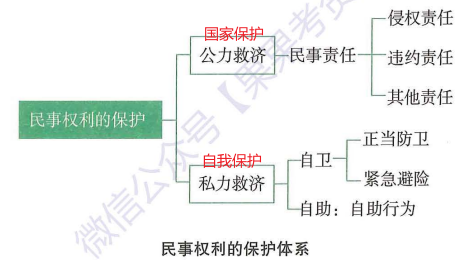 国家保护
公力救济
民事责任
侵权责任
违约责任
其他责任
民事权利的保护
自我保护
私力救济
自卫
正当防卫
紧急避险
自助：自助行为
微信公众号【果果考资
民事权利的保护体系